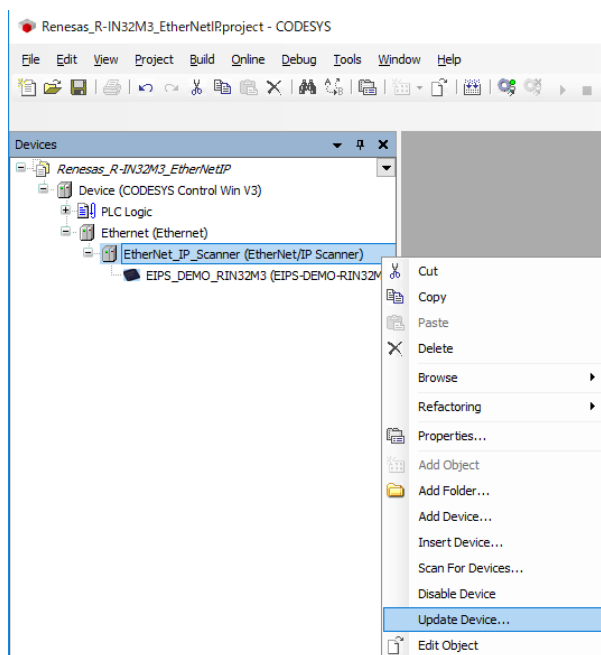 Renesas_R-IN32M3_EtherNetIP.project - CODESYS
File Edit View Project Build Online Debug Tools Window Help
Devices
Renesas_R-IN32M3_EtherNetIP
Device (CODESYS Control Win V3)
PLC Logic
Ethernet (Ethernet)
EtherNet_IP_Scanner (EtherNet/IP Scanner)
EIPS_DEMO_RIN32M3 (EIPS-DEMO-RIN32M
Cut
Copy
Paste
Delete
Browse
Refactoring
Properties...
Add Object
Add Folder...
Add Device...
Insert Device...
Scan For Devices...
Disable Device
Update Device...
Edit Object